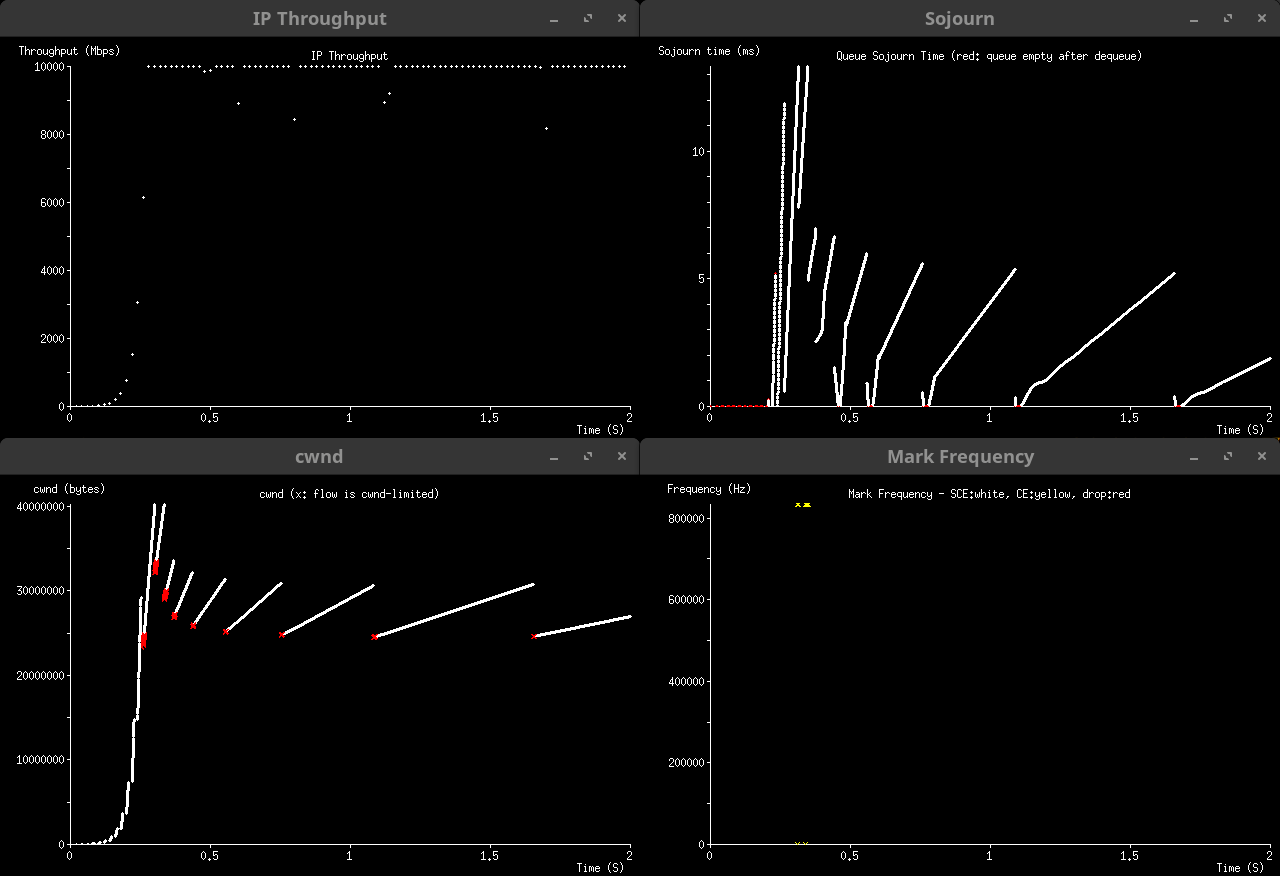 IP Throughput
Throughput (Mbps)
IP Throughput
10000
8000
6000
4000
2000
0
0
0.5
1
1.5
2
Time (S)
Sojourn
Sojourn time (ms)
Queue Sojourn Time (red: queue empty after dequeue)
10
5
0
0
0.5
1
1.5
2
Time (S)
cwnd
cwnd (bytes)
cwnd (x: flow is cwnd-limited)
40000000
30000000
20000000
10000000
0
0
0.5
1
1.5
2
Time (S)
Mark Frequency
Frequency (Hz)
Mark Frequency - SCE:white, CE:yellow, drop:red
800000
600000
400000
200000
0
0
0.5
1
1.5
2
Time (S)